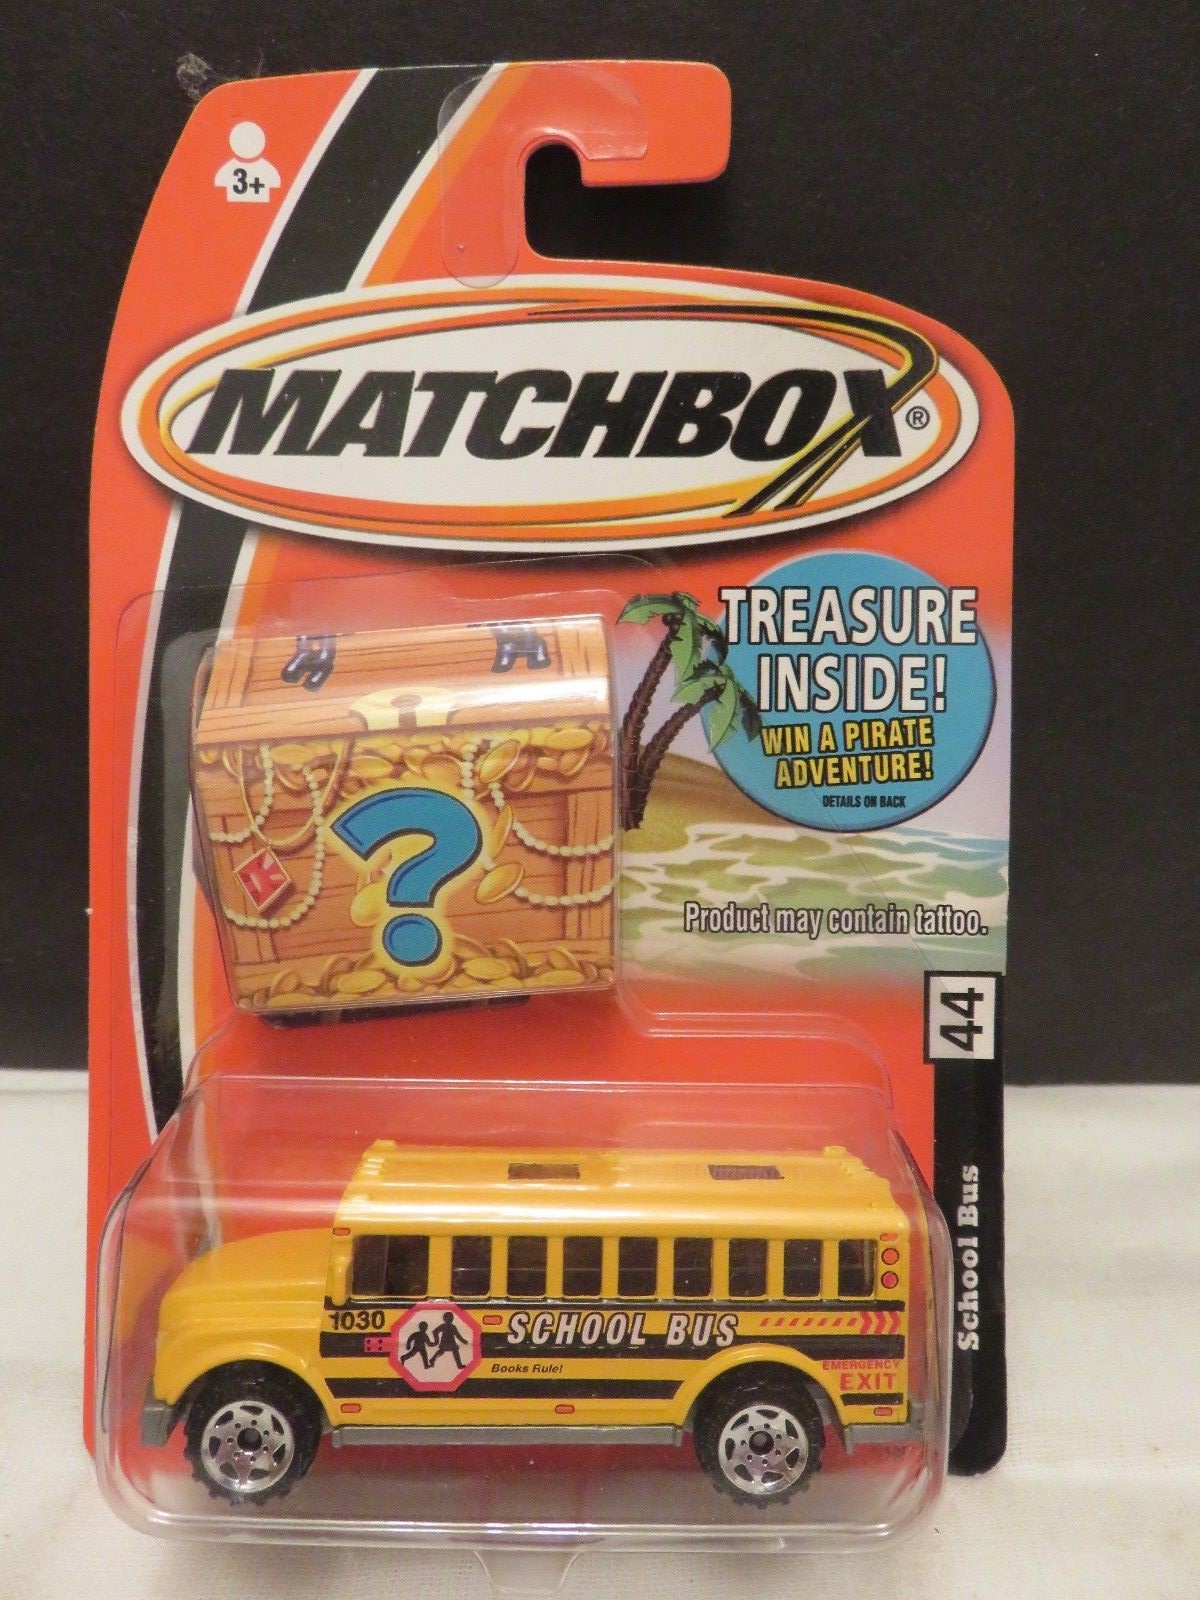 3+
MATCHBOX®
TREASURE
INSIDE!
WIN A PIRATE
ADVENTURE!
DETAILS ON BACK
?
Product may contain tattoo.
44
School Bus
1030
SCHOOL BUS
Books Rule!
EMERGENCY
EXIT